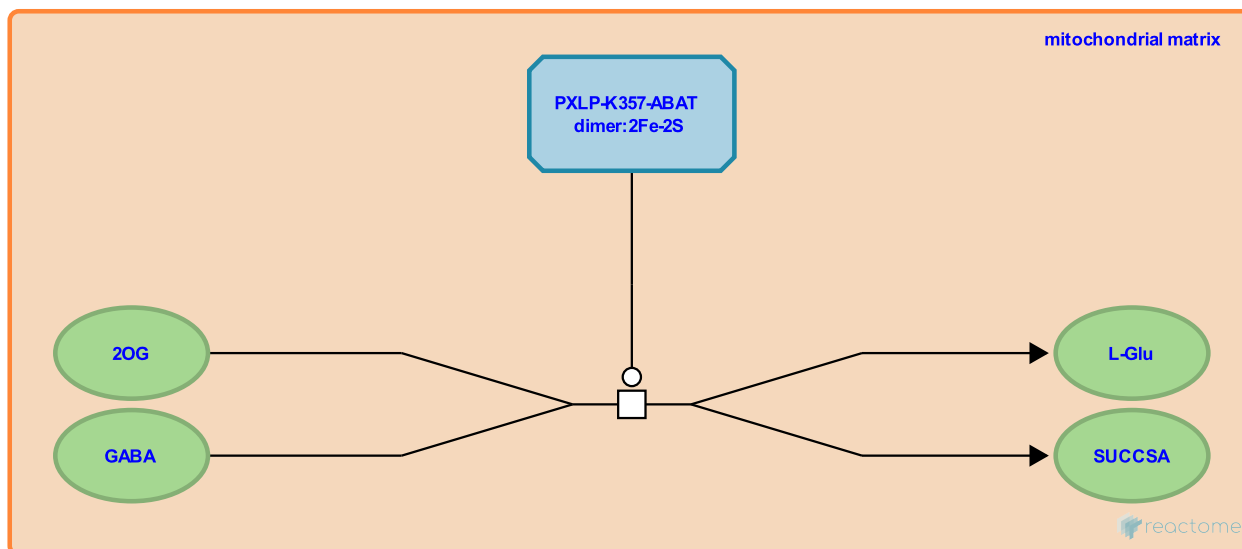 mitochondrial matrix
PXLP-K357-ABAT
dimer:2Fe-2S
2OG
L-Glu
GABA
SUCCSA
reactome